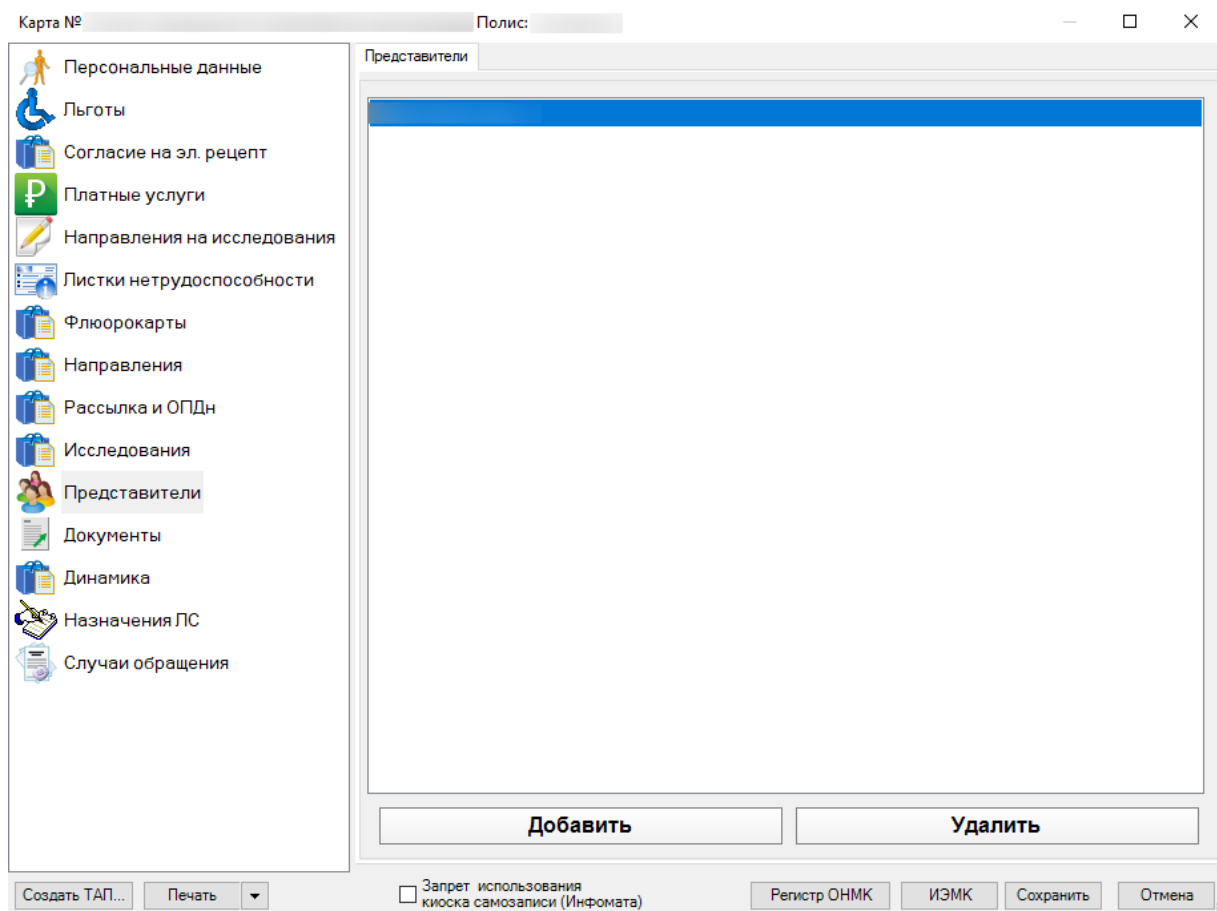 Карта №
Полис:
Персональные данные
Льготы
Согласие на эл. рецепт
Платные услуги
Направления на исследования
Листки нетрудоспособности
Флюорокарты
Направления
Рассылка и ОПДн
Исследования
Представители
Документы
Динамика
Назначения ЛС
Случаи обращения
Представители
Добавить
Удалить
Создать ТАП...
Печать
Запрет использования
киоска самозаписи (Инфомата)
Регистр ОНМК
ИЭМК
Сохранить
Отмена